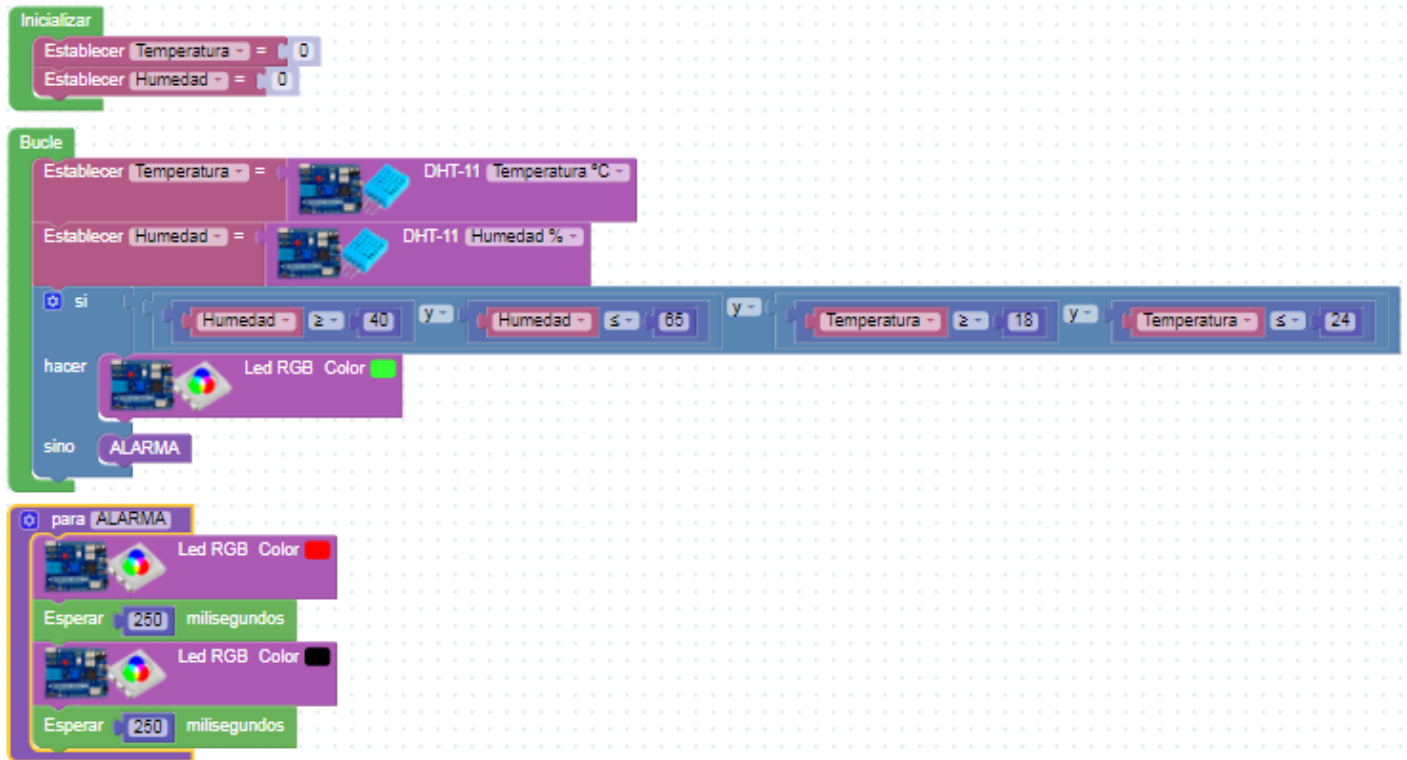 Inicializar
Establecer Temperatura = 0
Establecer Humedad = 0
Bucle
Establecer Temperatura = DHT-11 Temperatura ºC
Establecer Humedad = DHT-11 Humedad %
si Humedad ≥ 40 y Humedad ≤ 65 y Temperatura ≥ 18 y Temperatura ≤ 24
hacer Led RGB Color
sino ALARMA
para ALARMA
Led RGB Color
Esperar 250 milisegundos
Led RGB Color
Esperar 250 milisegundos